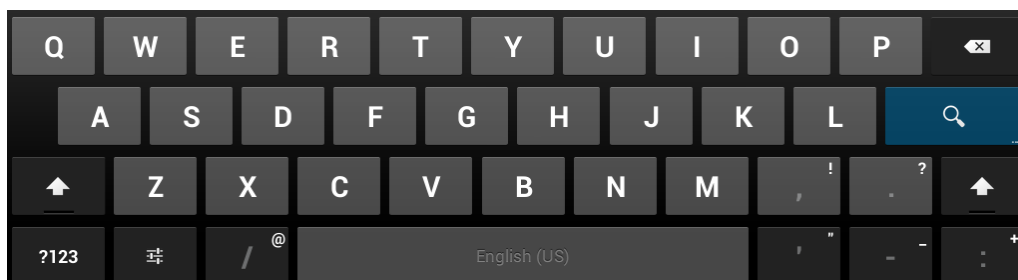 Q W E R T Y U I O P
A S D F G H J K L
Z X C V B N M , ! . ?
?123 / @ English (US) ' " - _ : +